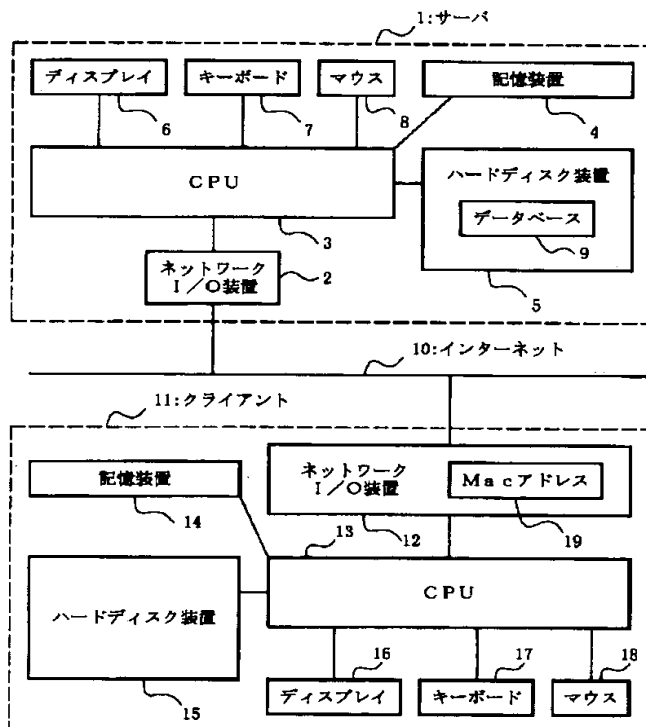 1:サーバ
ディスプレイ
キーボード
マウス
記憶装置
6
7
8
4
CPU
ハードディスク装置
データベース
3
9
ネットワーク
I/O装置
2
5
10:インターネット
11:クライアント
記憶装置
ネットワーク
I/O装置
Macアドレス
14
13
12
19
CPU
ハードディスク装置
16
17
18
15
ディスプレイ
キーボード
マウス